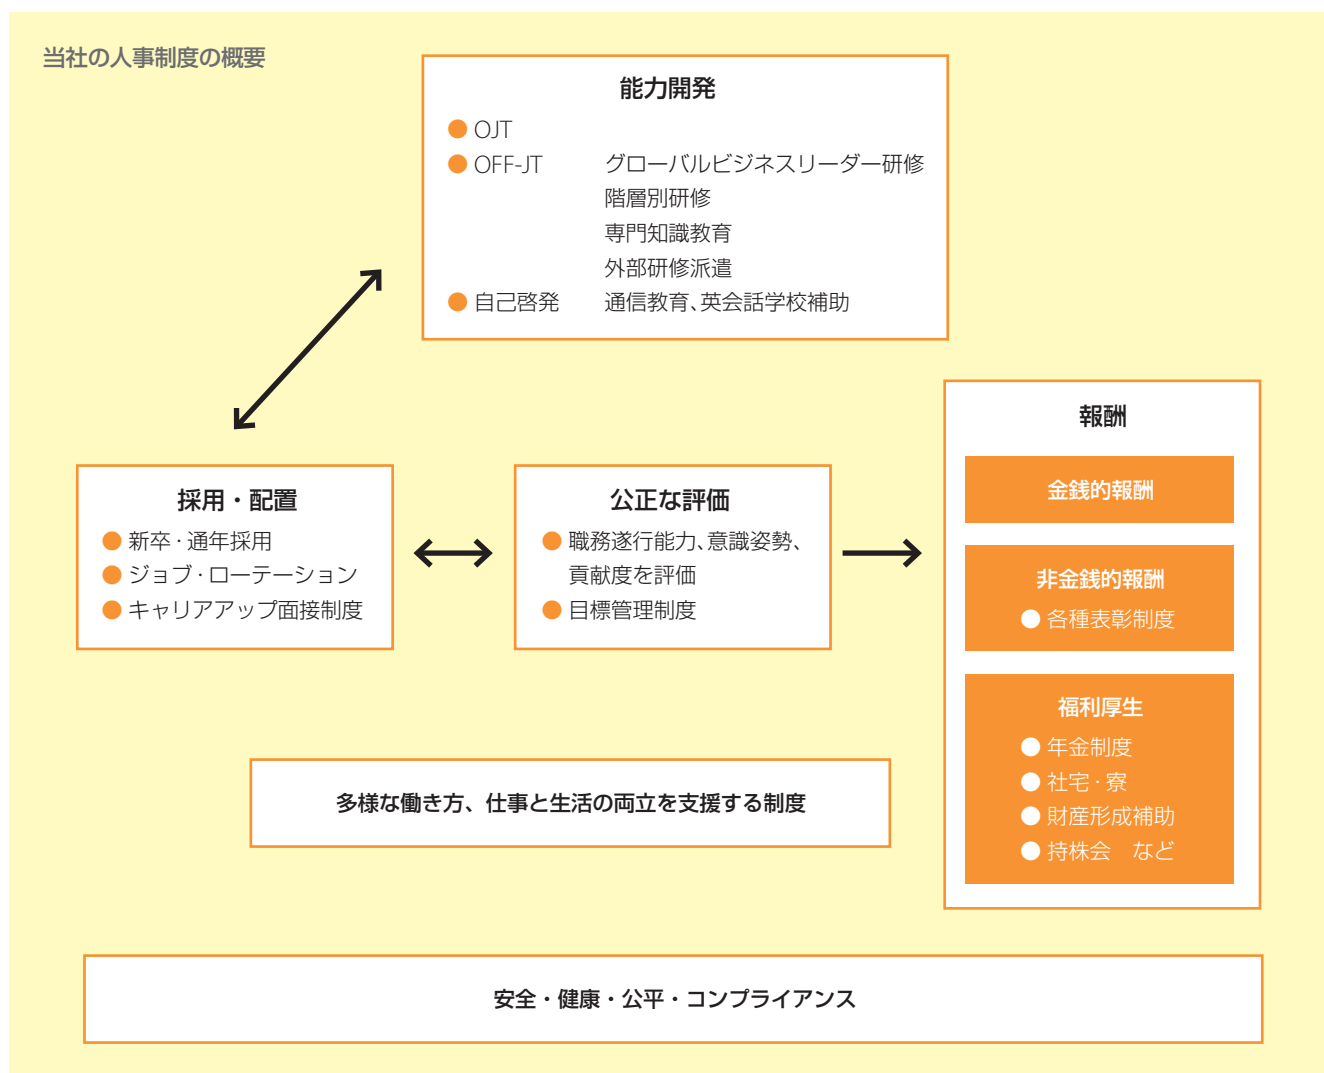 当社の人事制度の概要
能力開発
● OJT
● OFF-JT グローバルビジネスリーダー研修
階層別研修
専門知識教育
外部研修派遣
● 自己啓発 通信教育、英会話学校補助
採用・配置
● 新卒・通年採用
● ジョブ・ローテーション
● キャリアアップ面接制度
公正な評価
● 職務遂行能力、意識姿勢、
貢献度を評価
● 目標管理制度
報酬
金銭的報酬
非金銭的報酬
● 各種表彰制度
福利厚生
● 年金制度
● 社宅・寮
● 財産形成補助
● 持株会　など
多様な働き方、仕事と生活の両立を支援する制度
安全・健康・公平・コンプライアンス